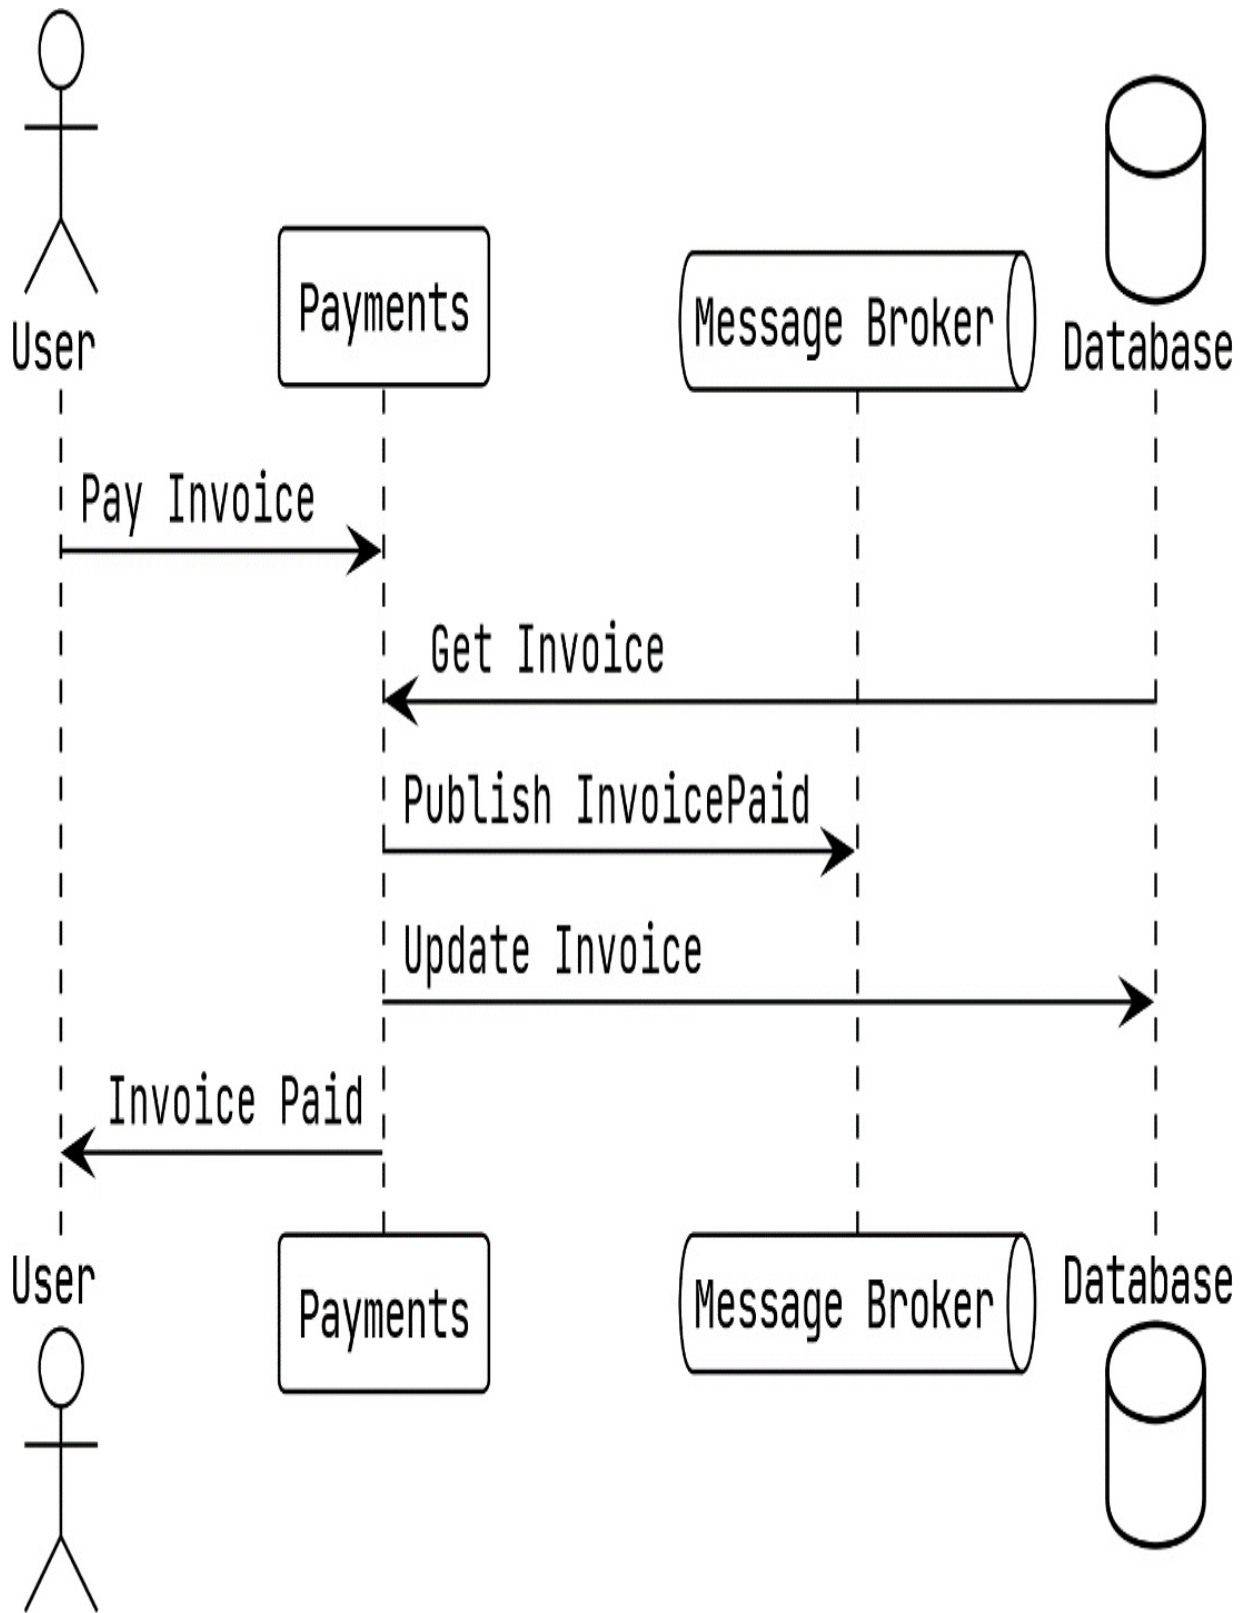 User
Payments
Message Broker
Database
Pay Invoice
Get Invoice
Publish InvoicePaid
Update Invoice
Invoice Paid
User
Payments
Message Broker
Database